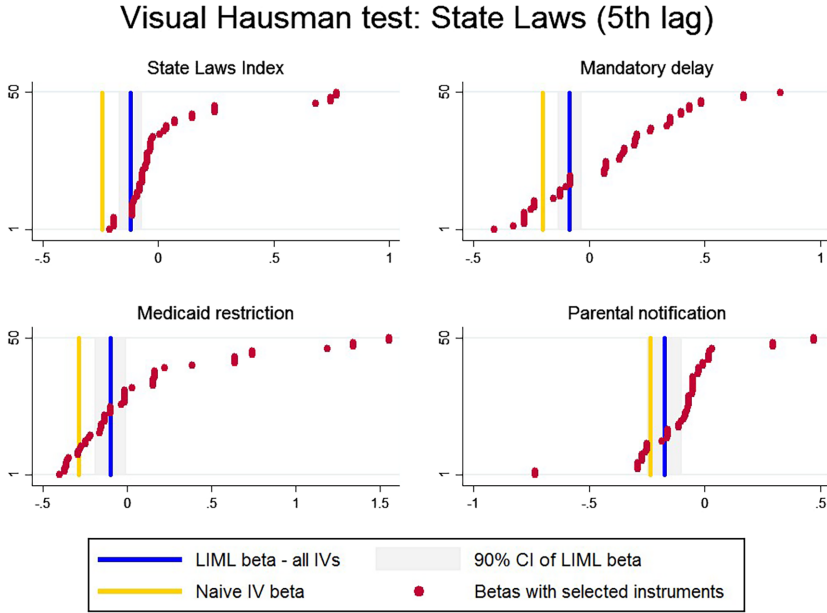 Visual Hausman test: State Laws (5th lag)
State Laws Index
50
1
-.5 0 .5 1
Mandatory delay
50
1
-.5 0 .5 1
Medicaid restriction
50
1
-.5 0 .5 1 1.5
Parental notification
50
1
-1 -.5 0 .5
LIML beta - all IVs
90% CI of LIML beta
Naive IV beta
Betas with selected instruments